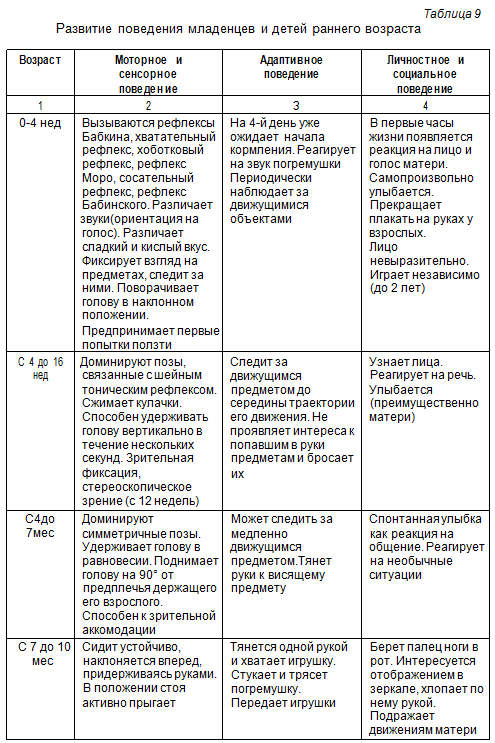 Таблица 9
Развитие поведения младенцев и детей раннего возраста
Возраст
Моторное и
сенсорное
поведение
Адаптивное
поведение
Личностное и
социальное
поведение
1
2
3
4
0-4 нед
Вызываются рефлексы
Бабкина, хватательный
рефлекс, хоботковый
рефлекс, рефлекс
Моро, сосательный
рефлекс, рефлекс
Бабинского. Различает
звуки(ориентация на
голос). Различает
сладкий и кислый вкус.
Фиксирует взгляд на
предметах, следит за
ними. Поворачивает
голову в наклонном
положении.
Предпринимает первые
попытки ползти
На 4-й день уже
ожидает начала
кормления. Реагирует
на звук погремушки
Периодически
наблюдает за
движущимися
объектами
В первые часы
жизни появляется
реакция на лицо и
голос матери.
Самопроизвольно
улыбается.
Прекращает
плакать на руках у
взрослых.
Лицо
невыразительно.
Играет независимо
(до 2 лет)
С 4 до 16
нед
Доминируют позы,
связанные с шейным
тоническим рефлексом.
Сжимает кулачки.
Способен удерживать
голову вертикально в
течение нескольких
секунд. Зрительная
фиксация,
стереоскопическое
зрение (с 12 недель)
Следит за
движущимся
предметом до
середины траектории
его движения. Не
проявляет интереса к
попавшим в руки
предметам и бросает
их
Узнает лица.
Реагирует на речь.
Улыбается
(преимущественно
матери)
С4до
7мес
Доминируют
симметричные позы.
Удерживает голову в
равновесии. Поднимает
голову на 90° от
предплечья держащего
его взрослого.
Способен к зрительной
аккомодации
Может следить за
медленно
движущимся
предметом.Тянет
руки к висящему
предмету
Спонтанная улыбка
как реакция на
общение. Реагирует
на необычные
ситуации
С 7 до 10
мес
Сидит устойчиво,
наклоняется вперед,
придерживаясь руками.
В положении стоя
активно прыгает
Тянется одной рукой
и хватает игрушку.
Стукает и трясет
погремушку.
Передает игрушки
Берет палец ноги в
рот. Интересуется
отображением в
зеркале, хлопает по
нему рукой.
Подражает
движениям матери